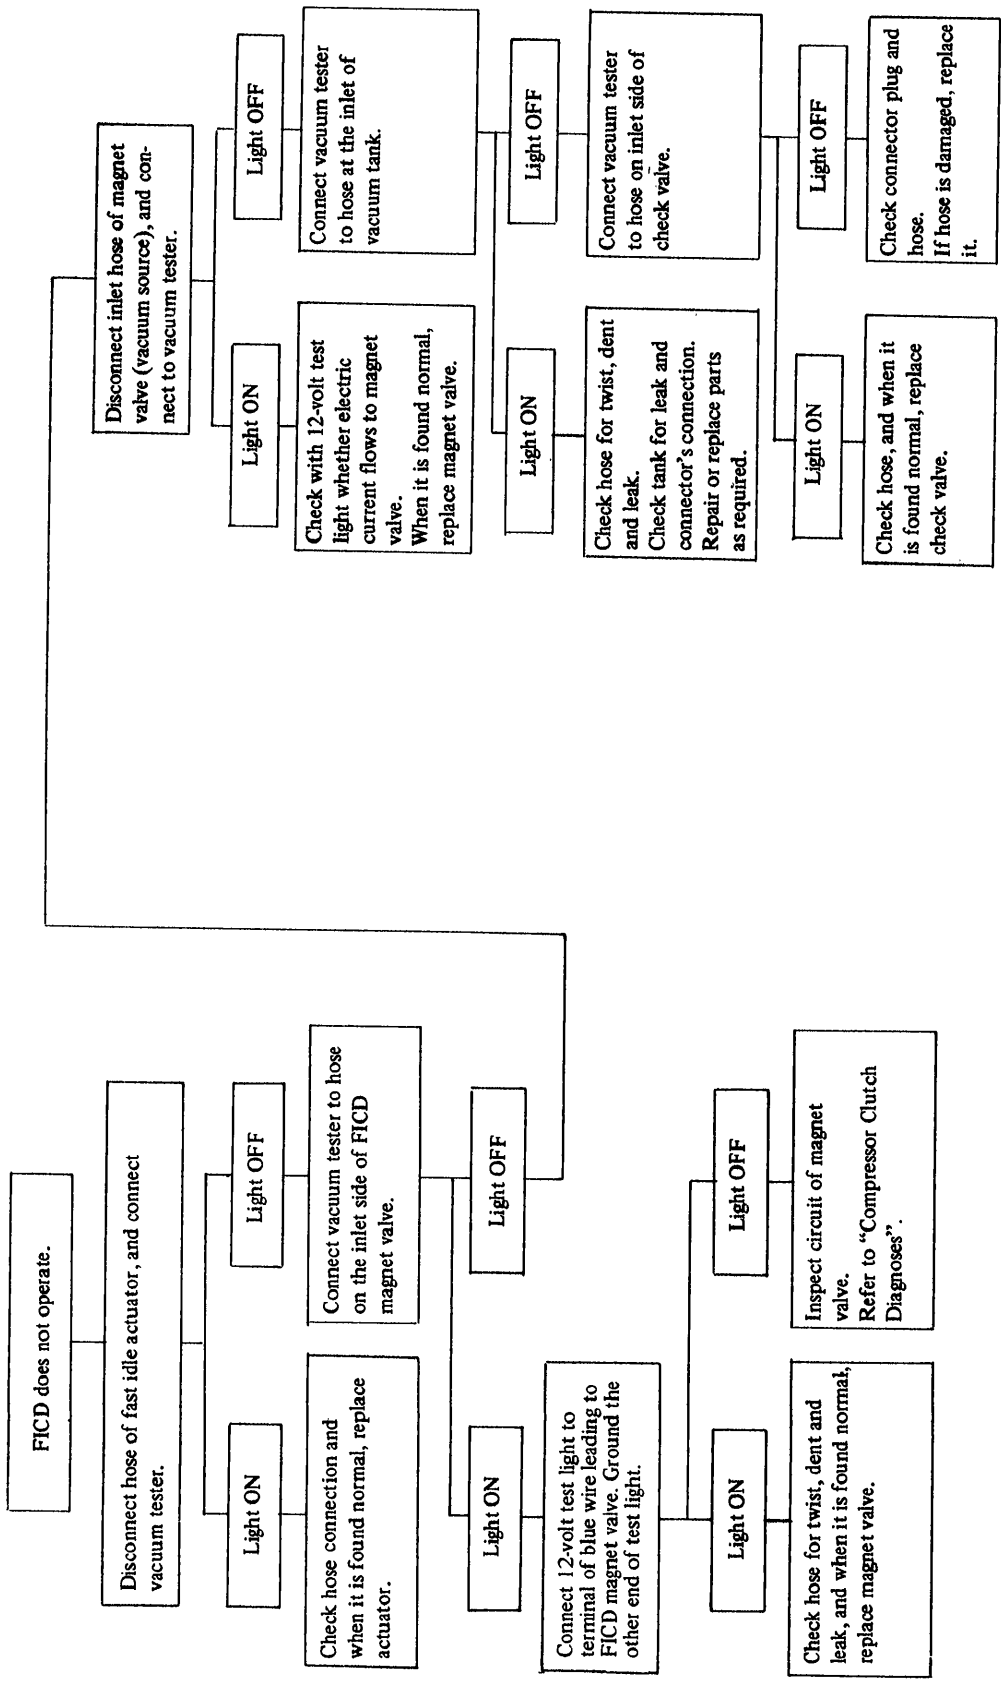 FICD does not operate.
Disconnect hose of fast idle actuator, and connect
vacuum tester.
Light ON
Light OFF
Check hose connection and
when it is found normal, replace
actuator.
Connect vacuum tester to hose
on the inlet side of FICD
magnet valve.
Light ON
Light OFF
Connect 12-volt test light to
terminal of blue wire leading to
FICD magnet valve. Ground the
other end of test light.
Light ON
Light OFF
Check hose for twist, dent and
leak, and when it is found normal,
replace magnet valve.
Inspect circuit of magnet
valve.
Refer to “Compressor Clutch
Diagnoses”.
Disconnect inlet hose of magnet
valve (vacuum source), and con-
nect to vacuum tester.
Light ON
Light OFF
Check with 12-volt test
light whether electric
current flows to magnet
valve.
When it is found normal,
replace magnet valve.
Connect vacuum tester
to hose at the inlet of
vacuum tank.
Light ON
Light OFF
Check hose for twist, dent
and leak.
Check tank for leak and
connector's connection.
Repair or replace parts
as required.
Connect vacuum tester
to hose on inlet side of
check valve.
Light ON
Light OFF
Check hose, and when it
is found normal, replace
check valve.
Check connector plug and
hose.
If hose is damaged, replace
it.